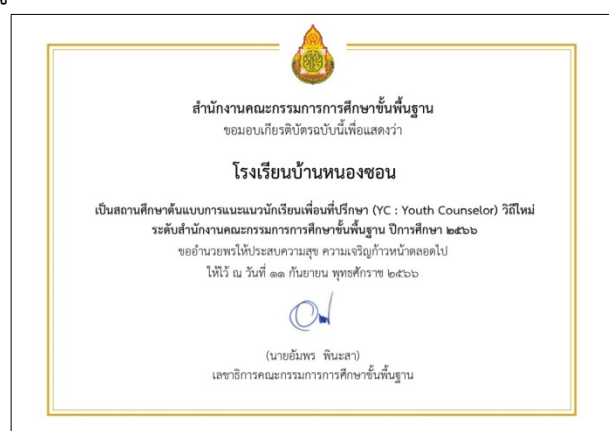 สำนักงานคณะกรรมการการศึกษาขั้นพื้นฐาน
ขอมอบเกียรติบัตรฉบับนี้เพื่อแสดงว่า
โรงเรียนบ้านหนองซอน
เป็นสถานศึกษาต้นแบบการแนะแนวนักเรียนเพื่อนที่ปรึกษา (YC : Youth Counselor) วิถีใหม่
ระดับสำนักงานคณะกรรมการการศึกษาขั้นพื้นฐาน ปีการศึกษา ๒๕๖๖
ขออำนวยพรให้ประสบความสุข ความเจริญก้าวหน้าตลอดไป
ให้ไว้ ณ วันที่ ๑๑ กันยายน พุทธศักราช ๒๕๖๖
(นายอัมพร พินะสา)
เลขาธิการคณะกรรมการการศึกษาขั้นพื้นฐาน